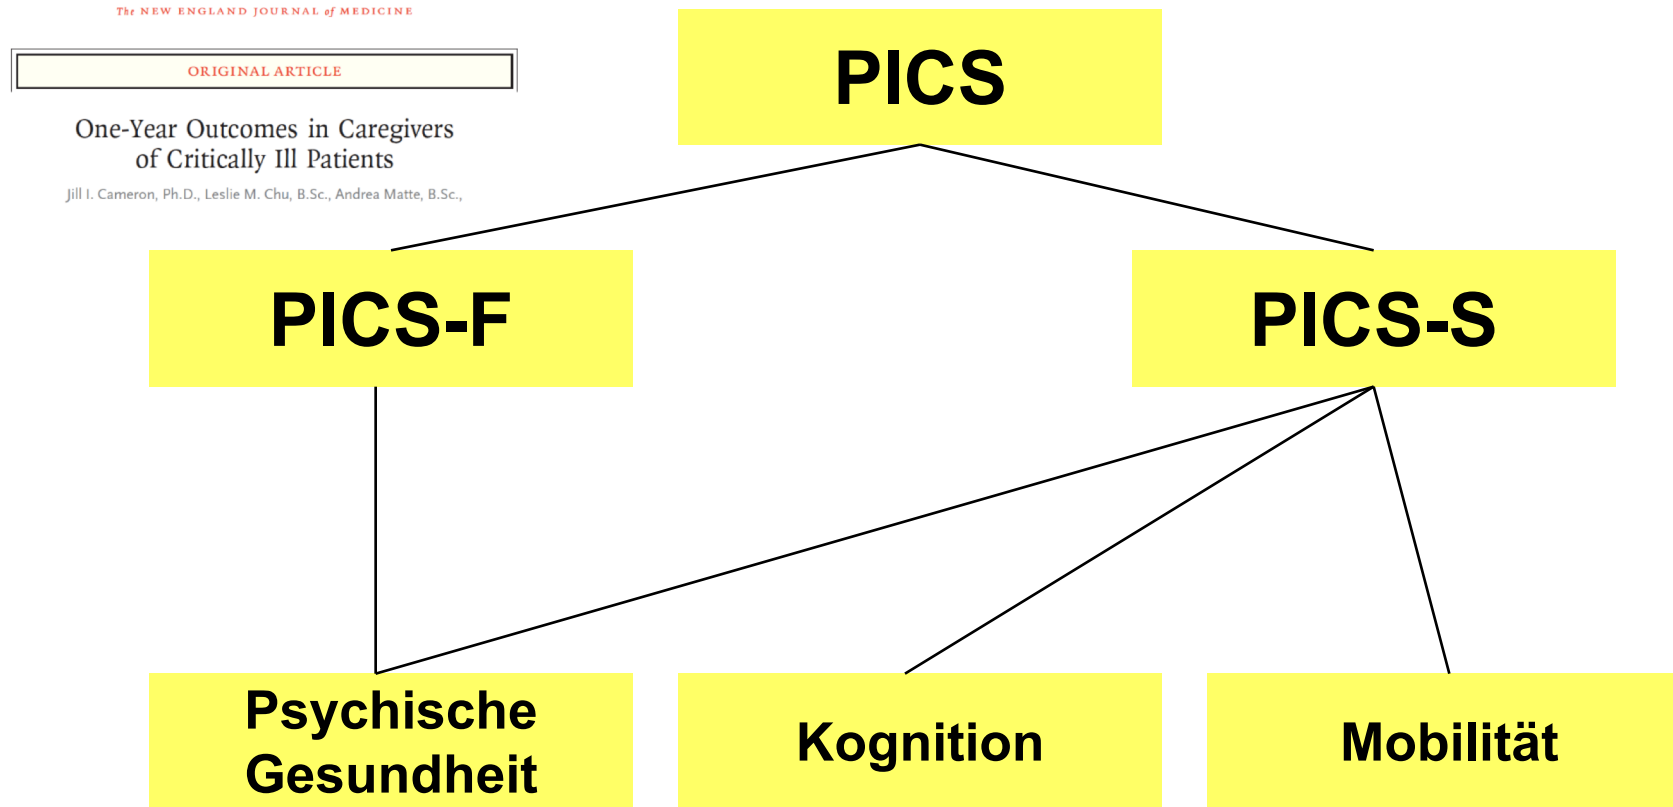 The NEW ENGLAND JOURNAL of MEDICINE
ORIGINAL ARTICLE
One-Year Outcomes in Caregivers
of Critically Ill Patients
Jill I. Cameron, Ph.D., Leslie M. Chu, B.Sc., Andrea Matte, B.Sc.,
PICS
PICS-F
PICS-S
Psychische
Gesundheit
Kognition
Mobilität